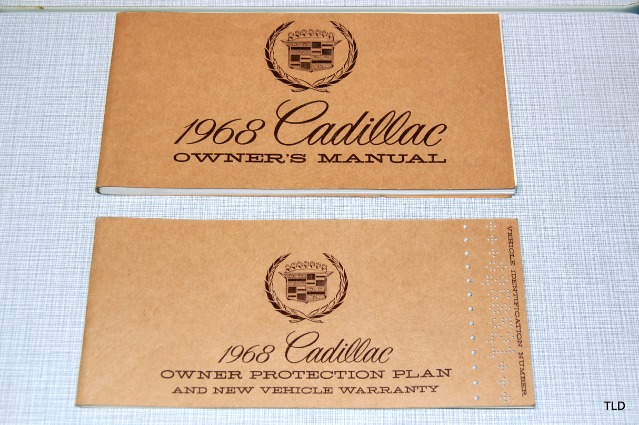 1968 Cadillac
OWNER'S MANUAL
1968 Cadillac
OWNER PROTECTION PLAN
AND NEW VEHICLE WARRANTY
VEHICLE IDENTIFICATION NUMBER
TLD